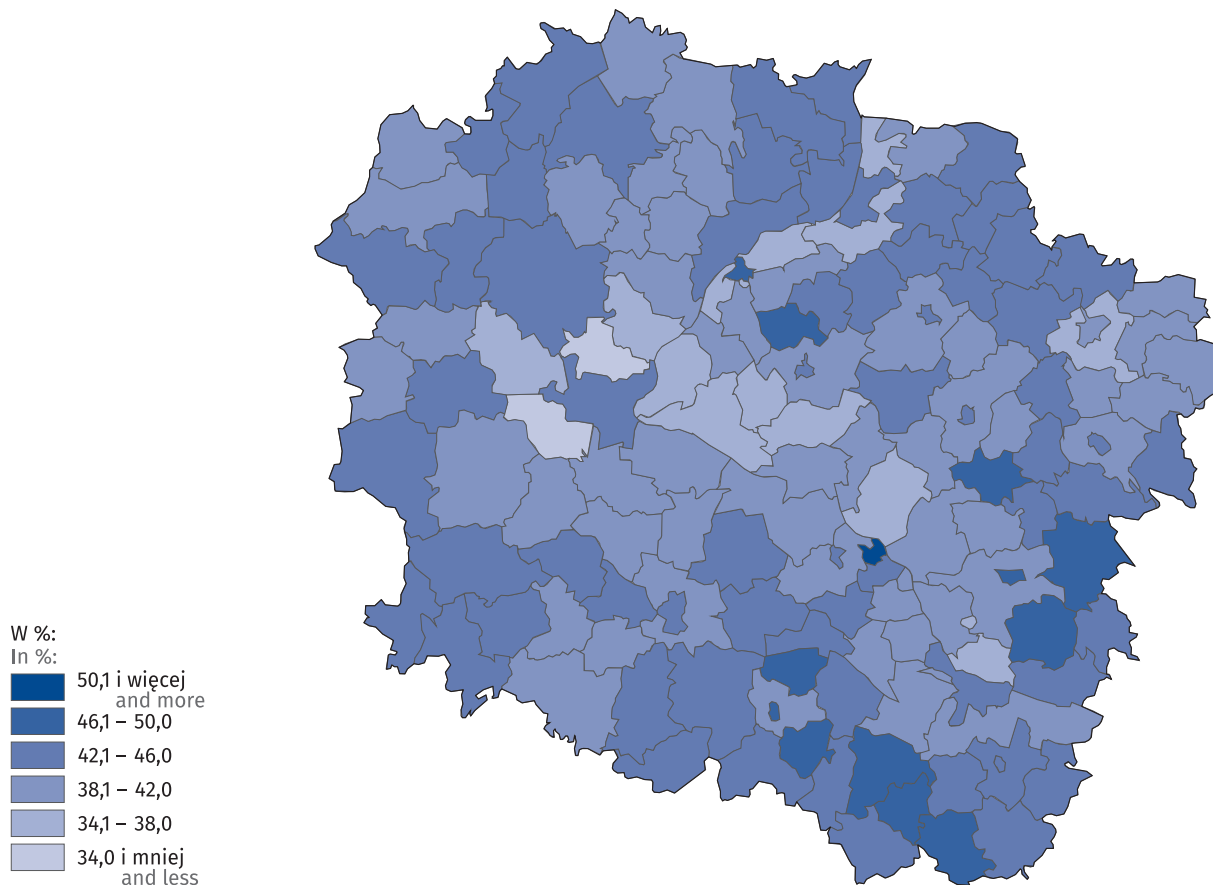 W %:
In %:
50,1 i więcej
and more
46,1 – 50,0
42,1 – 46,0
38,1 – 42,0
34,1 – 38,0
34,0 i mniej
and less